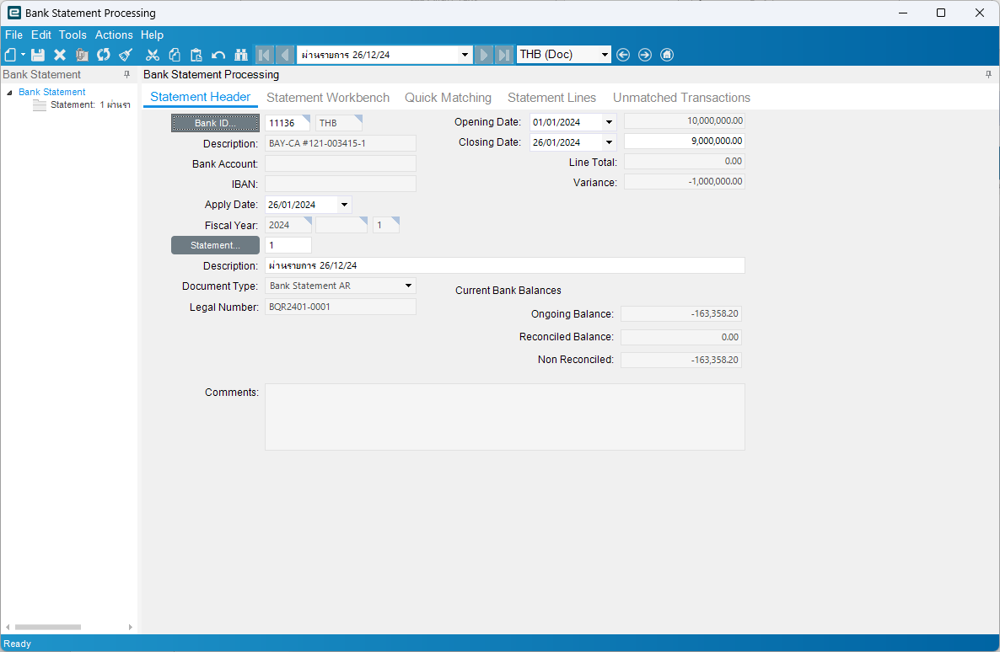 Bank Statement Processing
File Edit Tools Actions Help
ผ่านรายการ 26/12/24
THB (Doc)
Bank Statement
Bank Statement
Statement: 1 ผ่านรา
Bank Statement Processing
Statement Header Statement Workbench Quick Matching Statement Lines Unmatched Transactions
Bank ID... 11136 THB Opening Date: 01/01/2024 10,000,000.00
Description: BAY-CA #121-003415-1 Closing Date: 26/01/2024 9,000,000.00
Bank Account: Line Total: 0.00
IBAN: Variance: -1,000,000.00
Apply Date: 26/01/2024
Fiscal Year: 2024 1
Statement... 1
Description: ผ่านรายการ 26/12/24
Document Type: Bank Statement AR
Legal Number: BQR2401-0001
Current Bank Balances
Ongoing Balance: -163,358.20
Reconciled Balance: 0.00
Non Reconciled: -163,358.20
Comments:
Ready